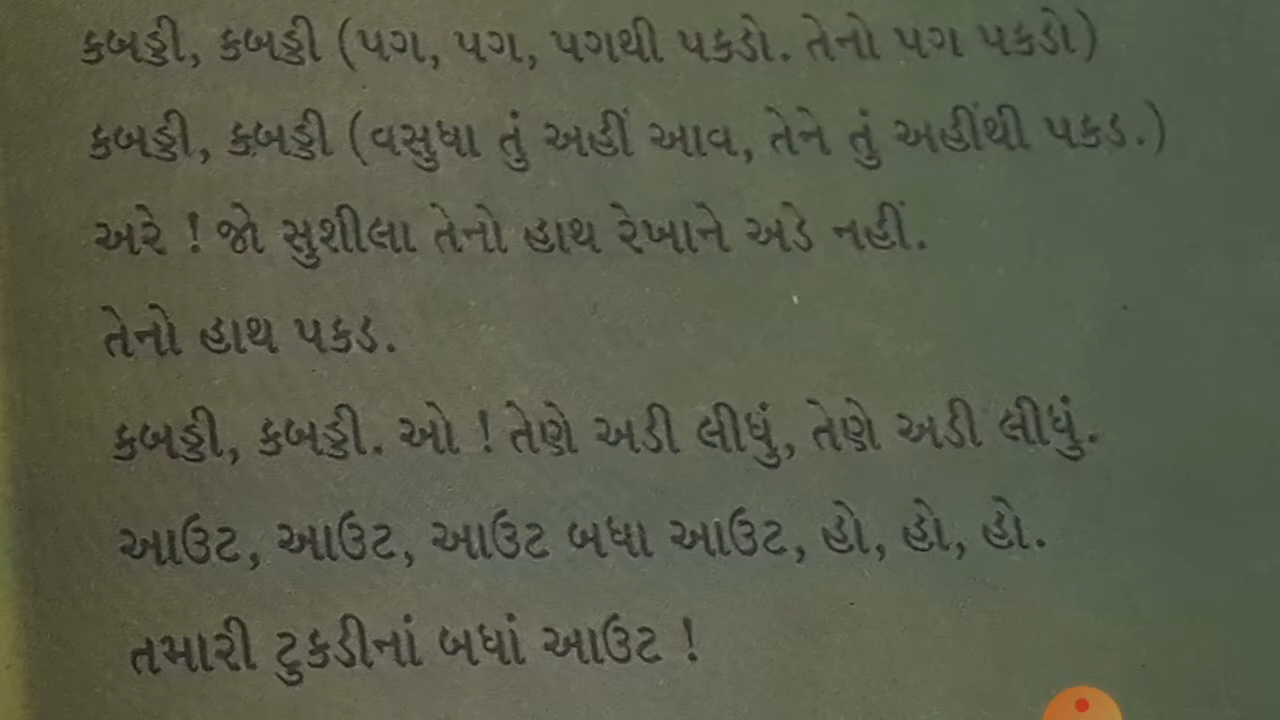 કબડ્ડી, કબડ્ડી (પગ, પગ, પગથી પકડો. તેનો પગ પકડો)
કબડ્ડી, કબડ્ડી (વસુધા તું અહીં આવ, તેને તું અહીંથી પકડ.)
અરે ! જો સુશીલા તેનો હાથ રેખાને અડે નહીં.
તેનો હાથ પકડ.
કબડ્ડી, કબડ્ડી. ઓ ! તેણે અડી લીધું, તેણે અડી લીધું.
આઉટ, આઉટ, આઉટ બધા આઉટ, હો, હો, હો.
તમારી ટુકડીનાં બધાં આઉટ !